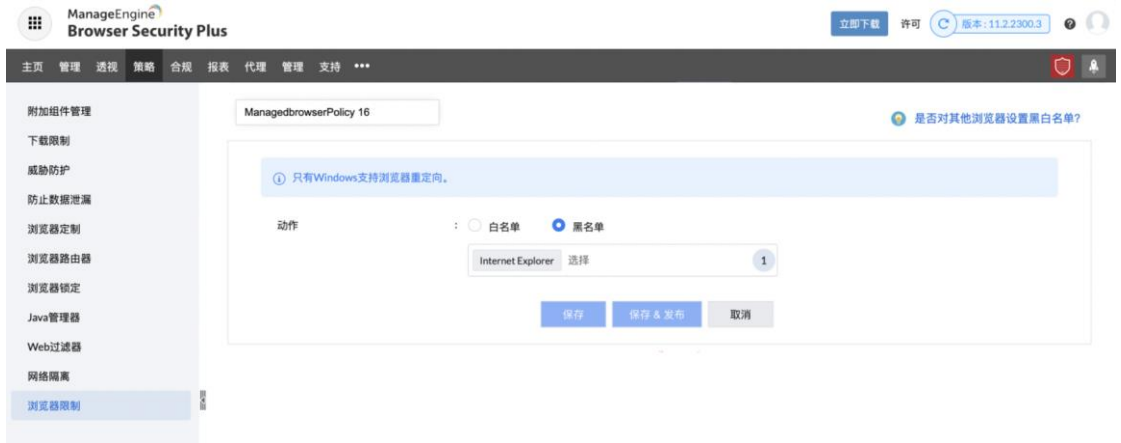 ManageEngine
Browser Security Plus
立即下载 许可 版本 : 11.2.2300.3
主页 管理 透视 策略 合规 报表 代理 管理 支持 •••
附加组件管理
下载限制
威胁防护
防止数据泄漏
浏览器定制
浏览器路由器
浏览器锁定
Java管理器
Web过滤器
网络隔离
浏览器限制
ManagedbrowserPolicy 16
是否对其他浏览器设置黑白名单?
只有Windows支持浏览器重定向。
动作 : 白名单 黑名单
Internet Explorer 选择 1
保存 保存 & 发布 取消